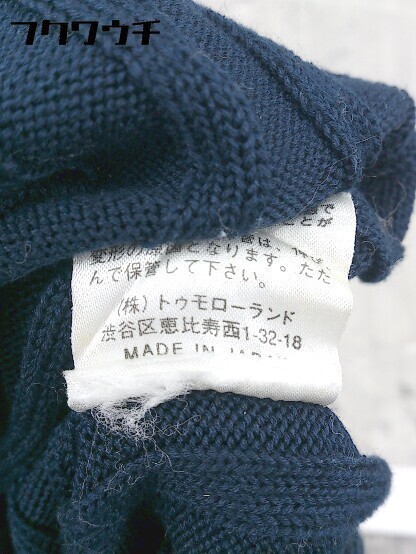 フクワウチ
で
とが
変形の原因となります。ただ
んで保管して下さい。
(株) トゥモローランド
渋谷区恵比寿西1-32-18
MADE IN JAPAN